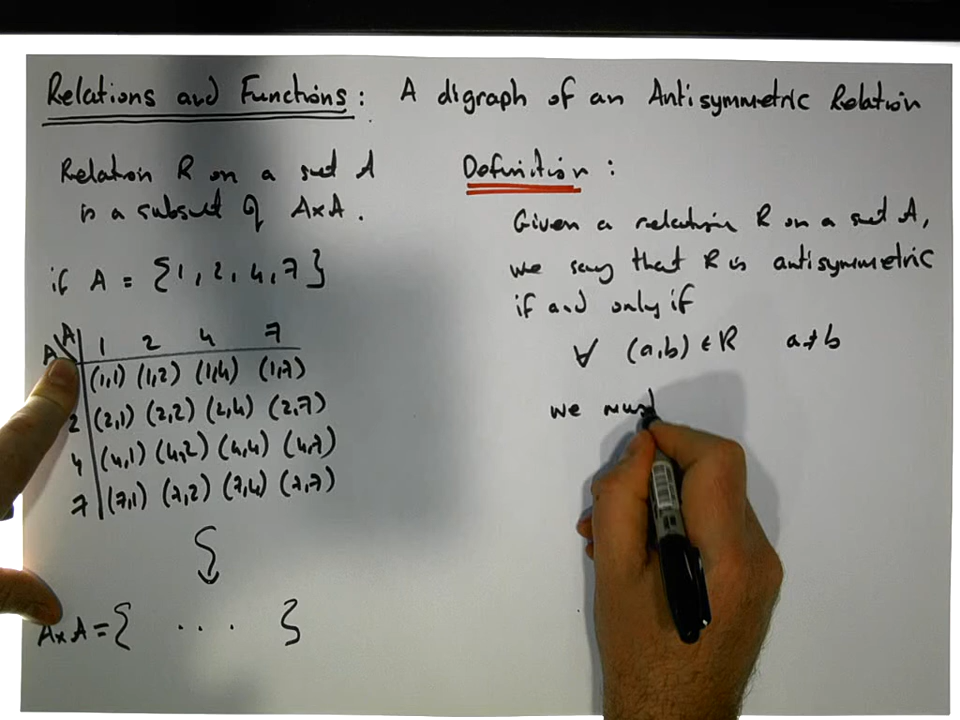 Relations and Functions : A digraph of an Antisymmetric Relation
Relation R on a set A
is a subset of A×A .
if A = {1, 2, 4, 7}
A\A 1 2 4 7
(1,1) (1,2) (1,4) (1,7)
2 (2,1) (2,2) (2,4) (2,7)
4 (4,1) (4,2) (4,4) (4,7)
7 (7,1) (7,2) (7,4) (7,7)
A×A = { . . . }
Definition :
Given a relation R on a set A,
we say that R is antisymmetric
if and only if
∀ (a,b) ∈ R a≠b
we must